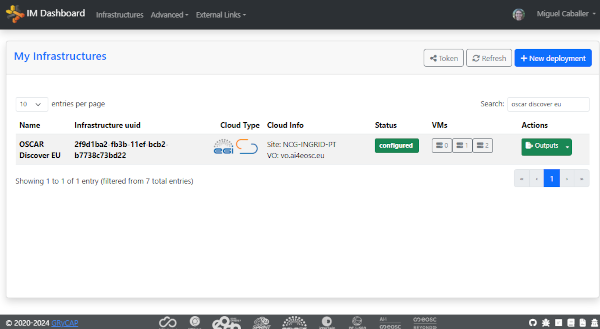 IM Dashboard Infrastructures Advanced External Links Miguel Caballer
My Infrastructures Token Refresh + New deployment
10 entries per page Search: oscar discover eu
Name Infrastructure uuid Cloud Type Cloud Info Status VMs Actions
OSCAR Discover EU 2f9d1ba2-fb3b-11ef-bcb2-b7738c73bd22 EGI Site: NCG-INGRID-PT configured 0 1 2 Outputs
VO: vo.ai4eosc.eu
Showing 1 to 1 of 1 entry (filtered from 7 total entries) « ‹ 1 › »
© 2020-2024 GRyCAP